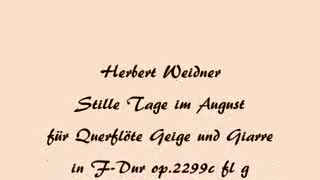 Herbert Weidner
Stille Tage im August
für Querflöte Geige und Giarre
in F-Dur op.2299c fl g